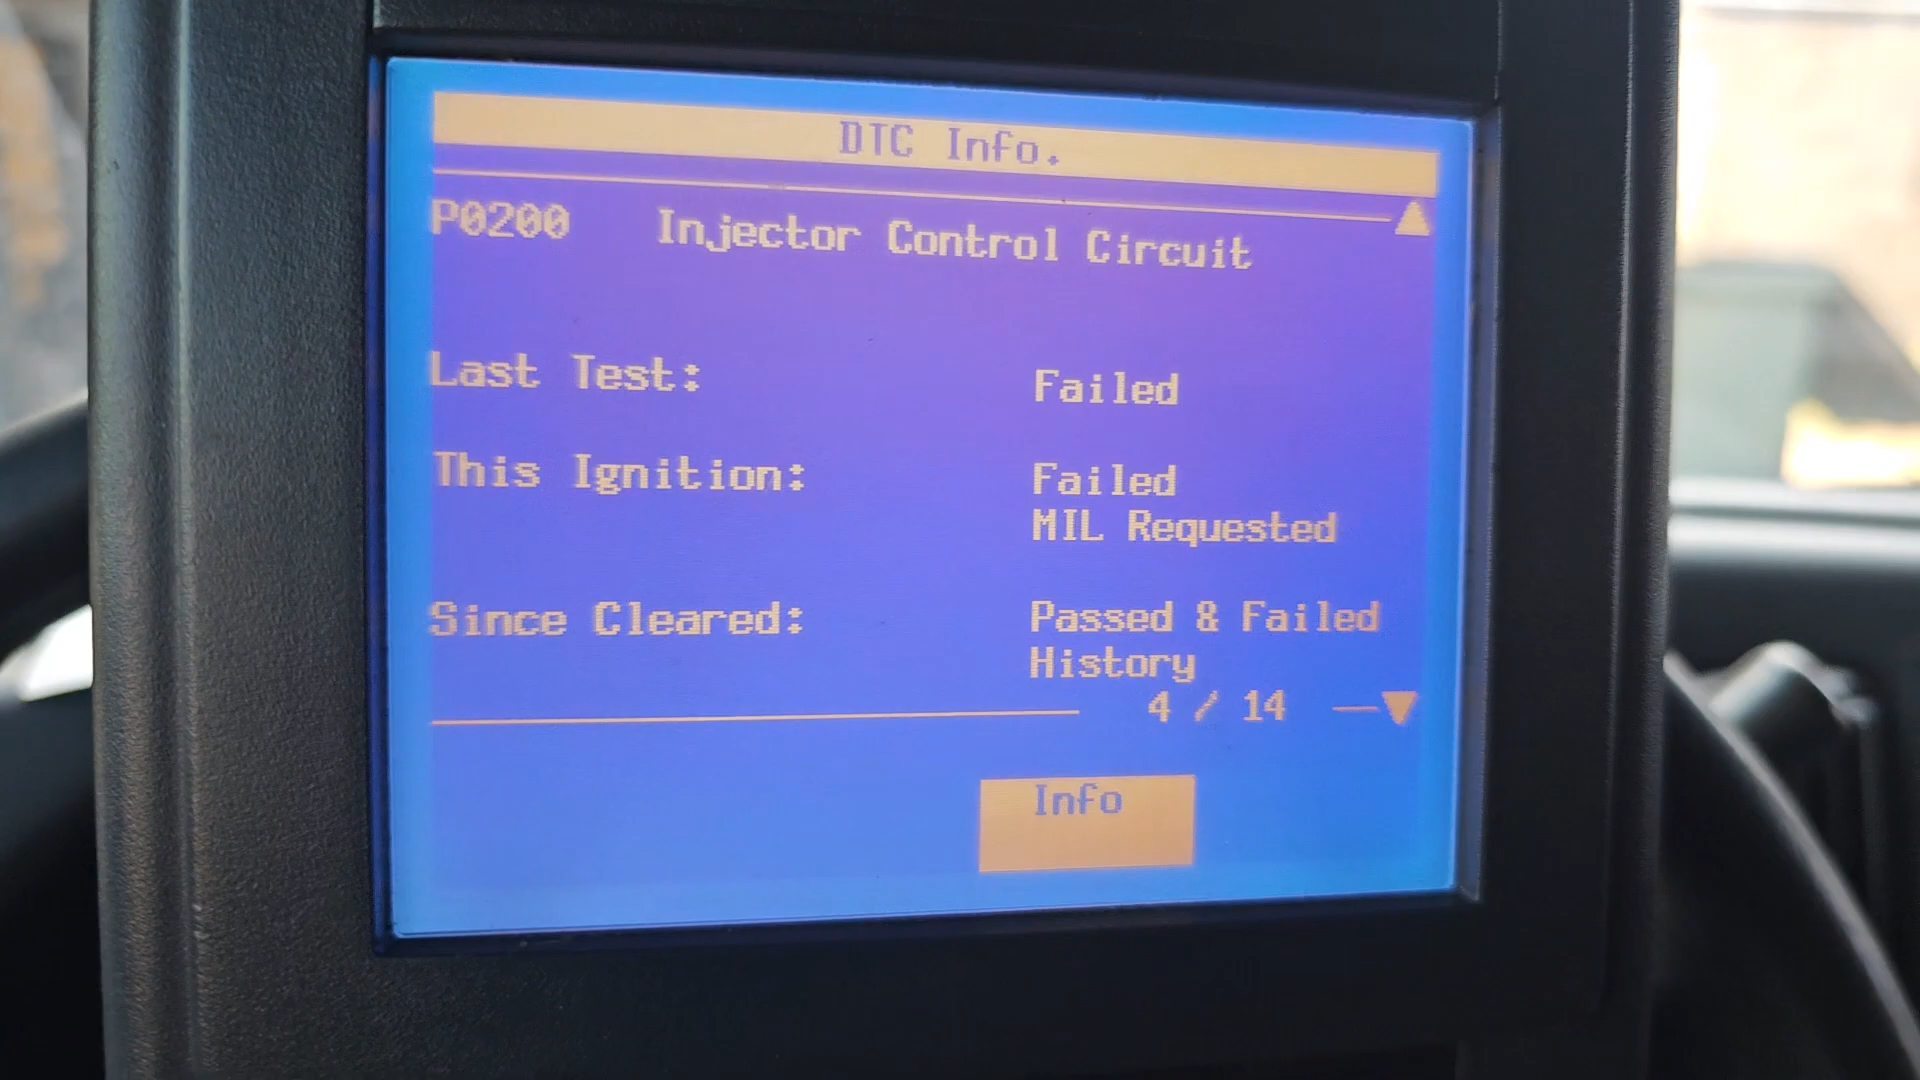 DTC Info.
P0200 Injector Control Circuit
Last Test: Failed
This Ignition: Failed
MIL Requested
Since Cleared: Passed & Failed
History
4 / 14
Info